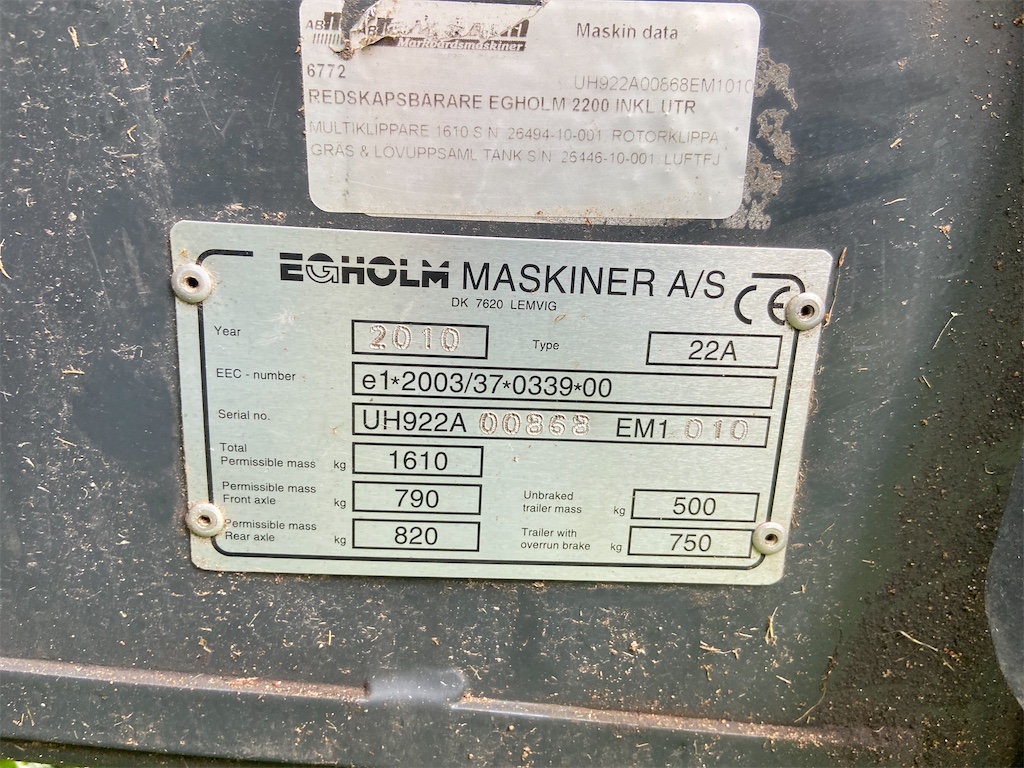 Maskin data
Markvårdsmaskiner
6772
UH922A00868EM1010
REDSKAPSBÄRARE EGHOLM 2200 INKL UTR
MULTIKLIPPARE 1610 S N 26494-10-001, ROTORKLIPPA
GRÄS & LÖVUPPSAML TANK S/N 26446-10-001, LUFTFJ
EGHOLM MASKINER A/S
DK 7620 LEMVIG
CE
Year 2010 Type 22A
EEC - number e1*2003/37*0339*00
Serial no. UH922A 00868 EM1 010
Total
Permissible mass kg 1610
Permissible mass
Front axle kg 790
Unbraked
trailer mass kg 500
Permissible mass
Rear axle kg 820
Trailer with
overrun brake kg 750